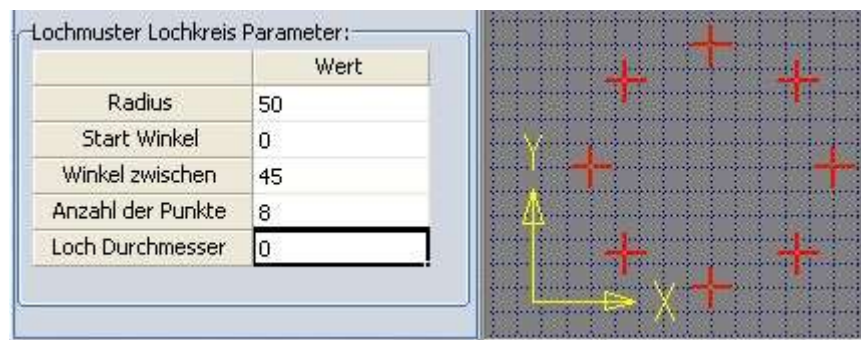 Lochmuster Lochkreis Parameter:
Wert
Radius 50
Start Winkel 0
Winkel zwischen 45
Anzahl der Punkte 8
Loch Durchmesser 0
Y
X